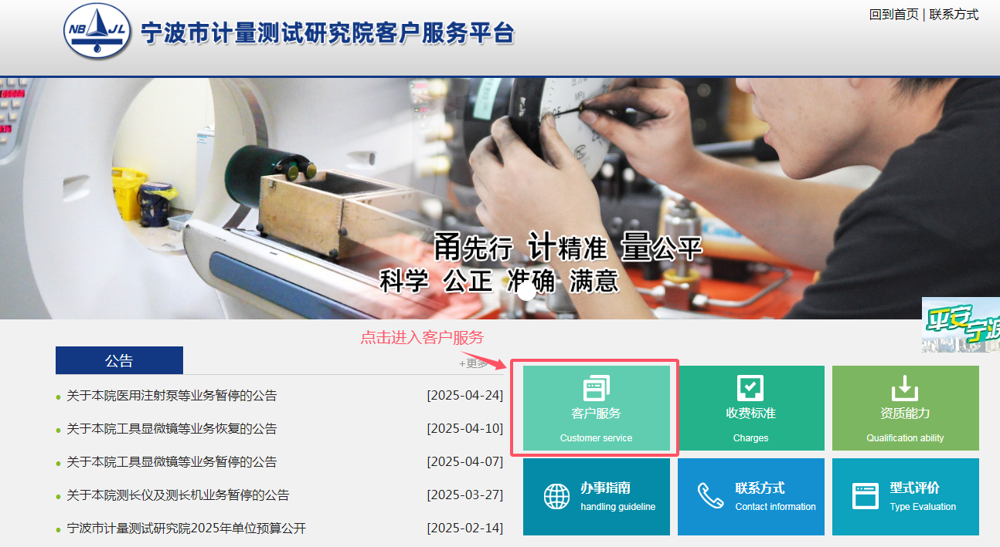 NB JL
宁波市计量测试研究院客户服务平台
回到首页 | 联系方式
甬先行 计精准 量公平
科学 公正 准确 满意
平安宁波
点击进入客户服务
公告
+更多
关于本院医用注射泵等业务暂停的公告 [2025-04-24]
关于本院工具显微镜等业务恢复的公告 [2025-04-10]
关于本院工具显微镜等业务暂停的公告 [2025-04-07]
关于本院测长仪及测长机业务暂停的公告 [2025-03-27]
宁波市计量测试研究院2025年单位预算公开 [2025-02-14]
客户服务
Customer service
收费标准
Charges
资质能力
Qualification ability
办事指南
handling guideline
联系方式
Contact information
型式评价
Type Evaluation